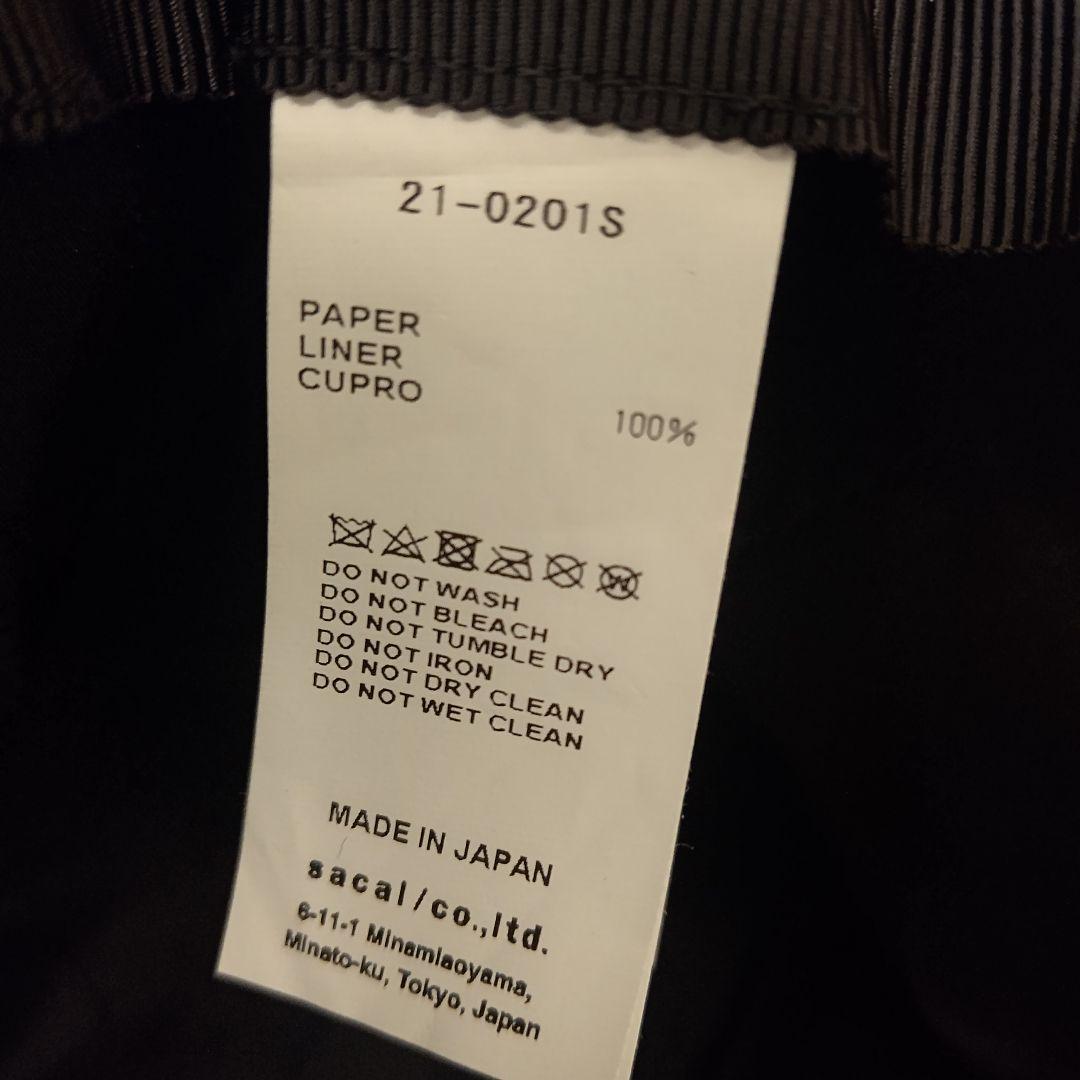 21-0201S
PAPER
LINER
CUPRO
100%
DO NOT WASH
DO NOT BLEACH
DO NOT TUMBLE DRY
DO NOT IRON
DO NOT DRY CLEAN
DO NOT WET CLEAN
MADE IN JAPAN
sacai/co.,ltd.
6-11-1 Minamiaoyama,
Minato-ku, Tokyo, Japan